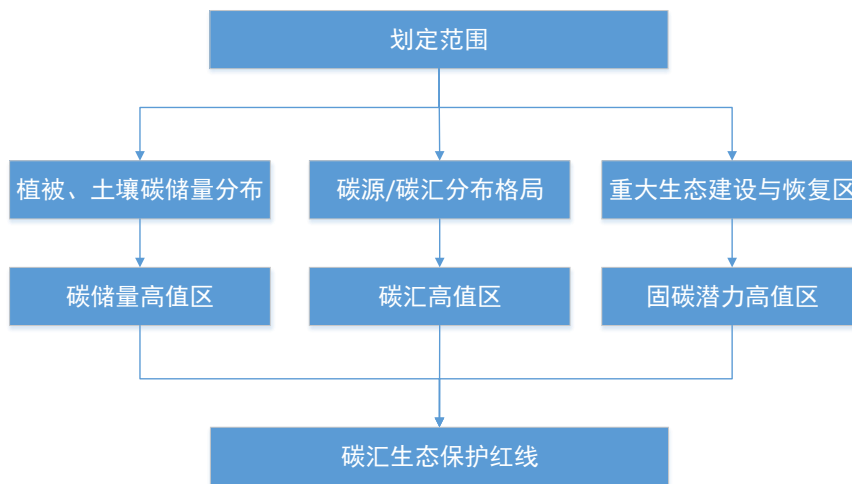 划定范围
植被、土壤碳储量分布
碳源/碳汇分布格局
重大生态建设与恢复区
碳储量高值区
碳汇高值区
固碳潜力高值区
碳汇生态保护红线